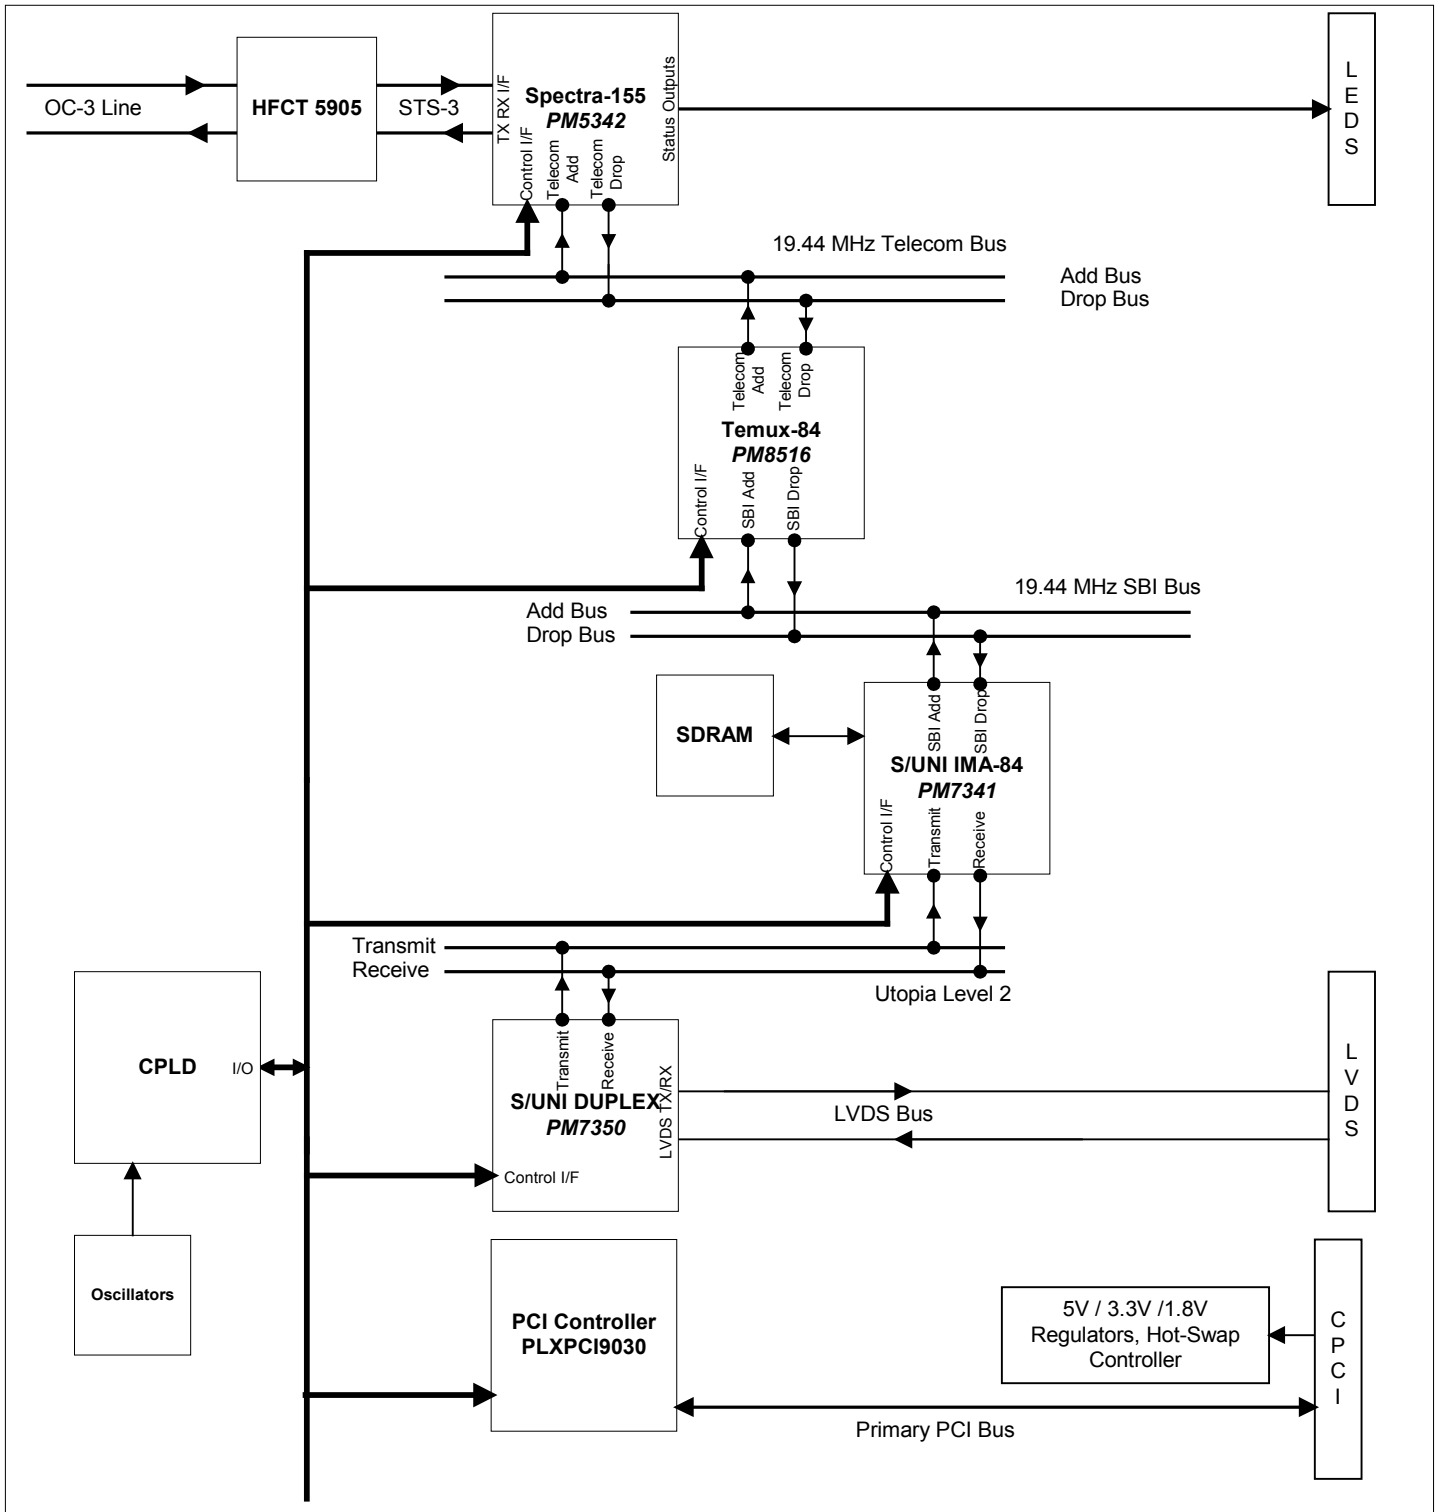 OC-3 Line
HFCT 5905
STS-3
TX RX I/F
Spectra-155
PM5342
Status Outputs
Control I/F
Telecom
Add
Telecom
Drop
LEDS
19.44 MHz Telecom Bus
Add Bus
Drop Bus
Telecom
Add
Telecom
Drop
Temux-84
PM8516
Control I/F
SBI Add
SBI Drop
19.44 MHz SBI Bus
Add Bus
Drop Bus
SDRAM
SBI Add
SBI Drop
S/UNI IMA-84
PM7341
Control I/F
Transmit
Receive
Transmit
Receive
Utopia Level 2
CPLD
I/O
Transmit
Receive
S/UNI DUPLEX
PM7350
LVDS TX/RX
Control I/F
LVDS Bus
LVDS
Oscillators
PCI Controller
PLXPCI9030
5V / 3.3V /1.8V
Regulators, Hot-Swap
Controller
CPCI
Primary PCI Bus